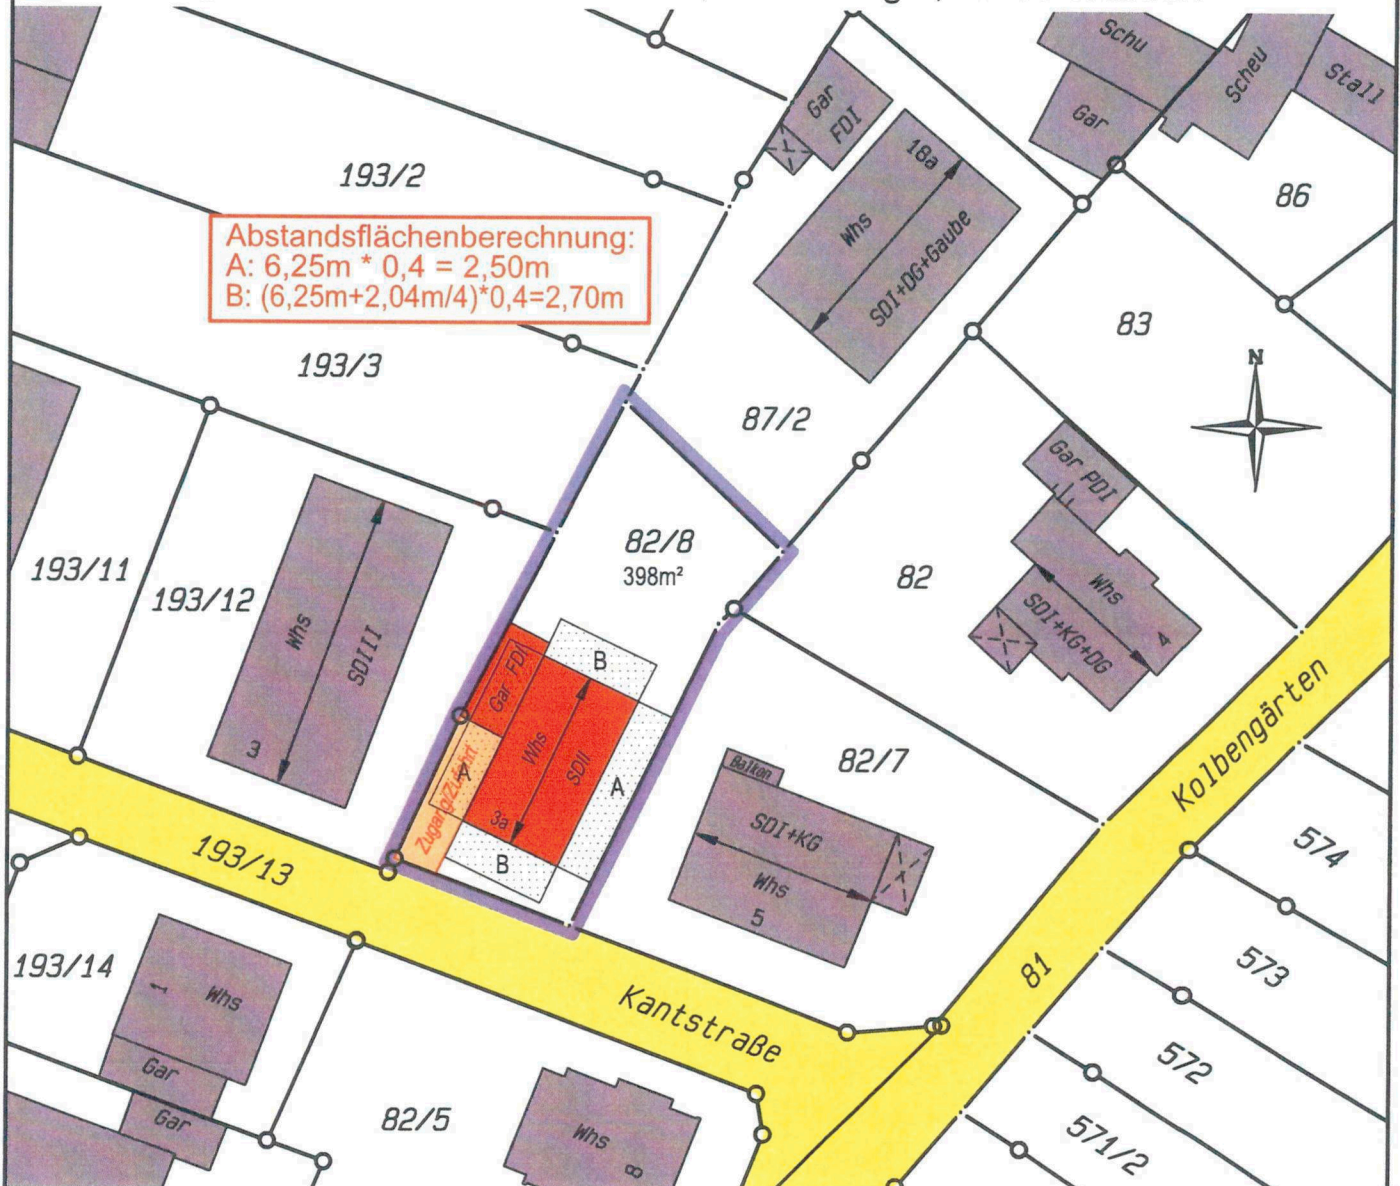 Schu
Scheu
Stall
Gar
Gar
FDI
18a
Whs
SDI+DG+Gaube
86
193/2
Abstandsflächenberechnung:
A: 6,25m * 0,4 = 2,50m
B: (6,25m+2,04m/4)*0,4=2,70m
83
193/3
N
87/2
Gar PDI
82/8
398m²
82
193/11
193/12
Whs
SDIII
3
Whs
SDI+KG+DG
4
B
Gar FDI
Whs
SDII
3a
A
Zugang/Zufahrt
A
B
Kolbengärten
82/7
Balkon
SDI+KG
Whs
5
193/13
574
193/14
1
Whs
Gar
Gar
Kantstraße
81
573
572
571/2
82/5
Whs
8